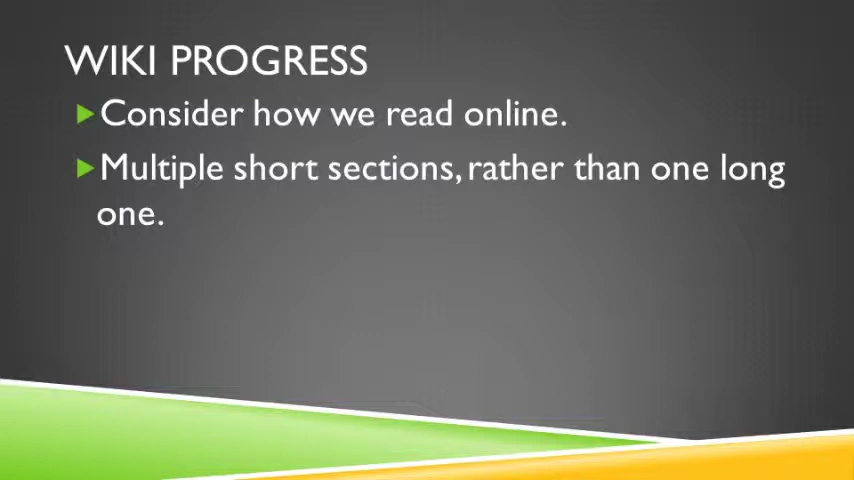 WIKI PROGRESS
Consider how we read online.
Multiple short sections, rather than one long
one.